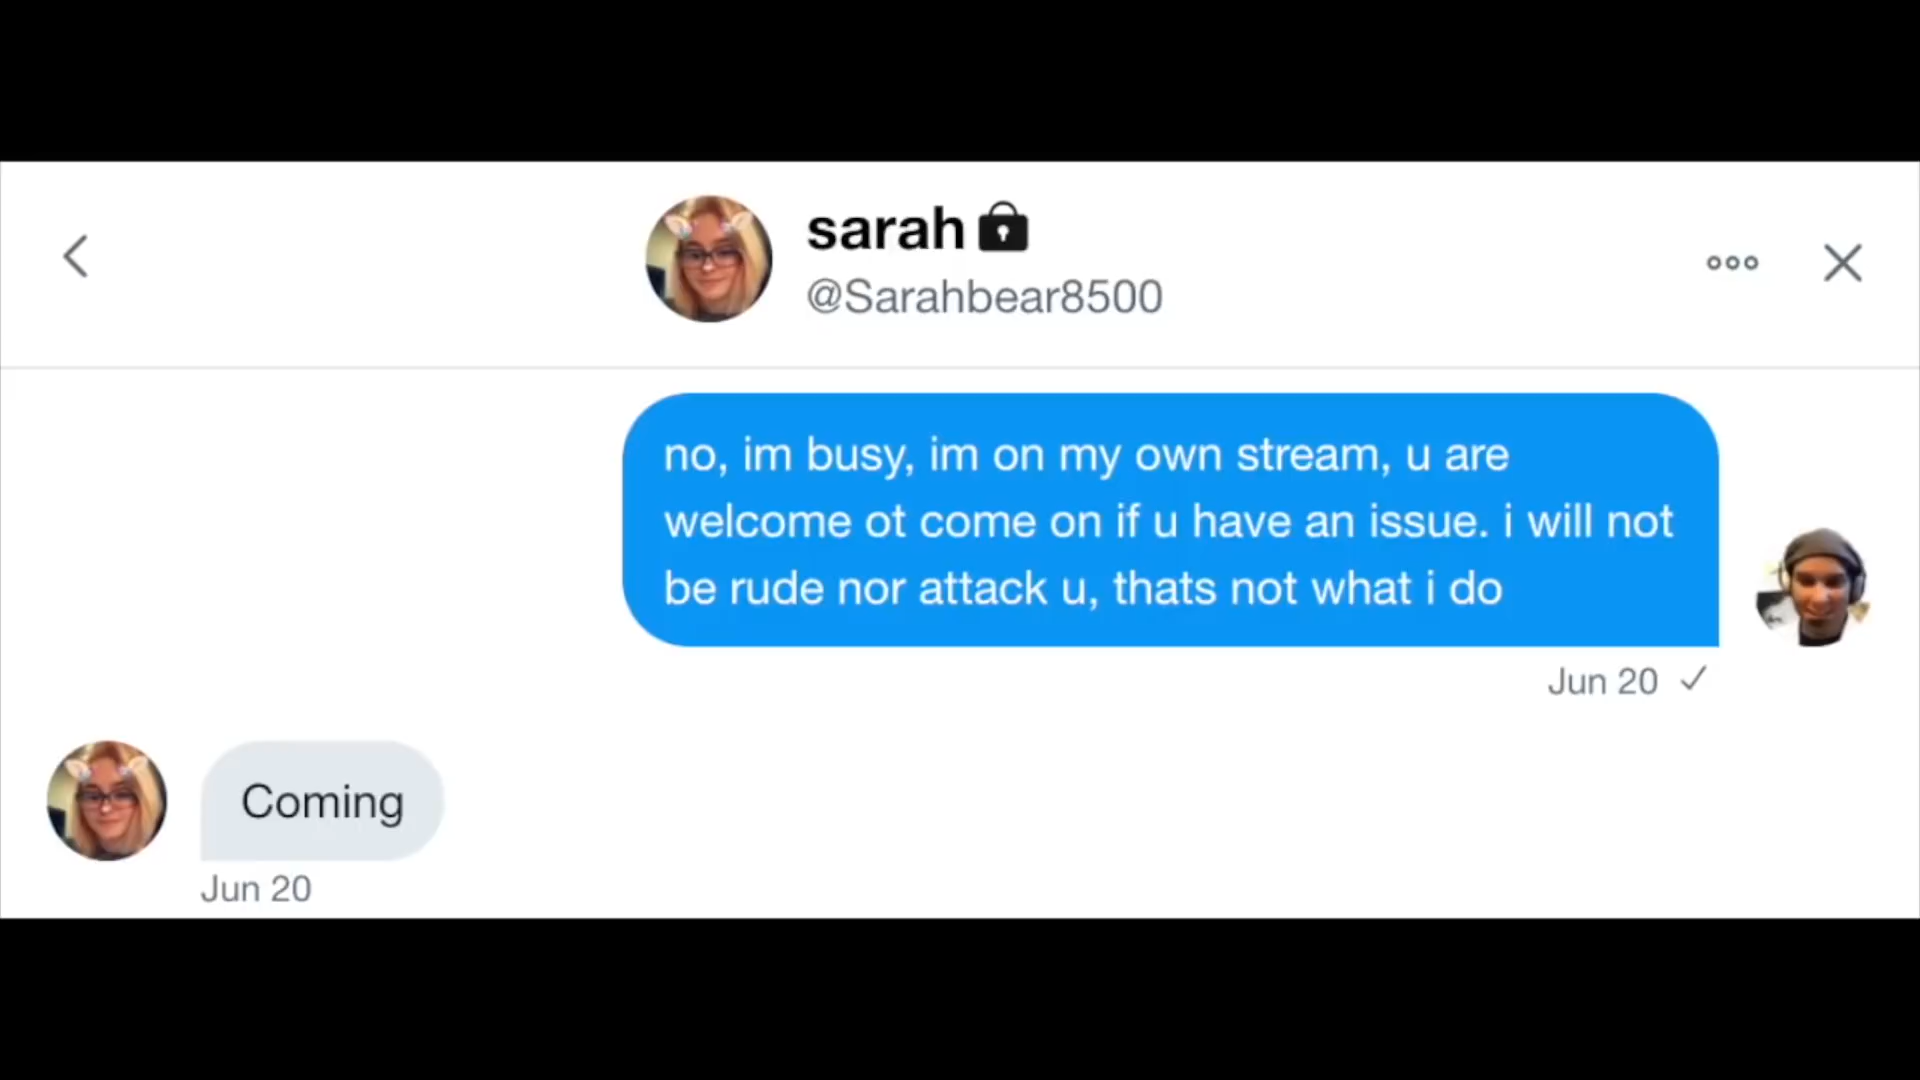 sarah
@Sarahbear8500
no, im busy, im on my own stream, u are
welcome ot come on if u have an issue. i will not
be rude nor attack u, thats not what i do
Jun 20
Coming
Jun 20